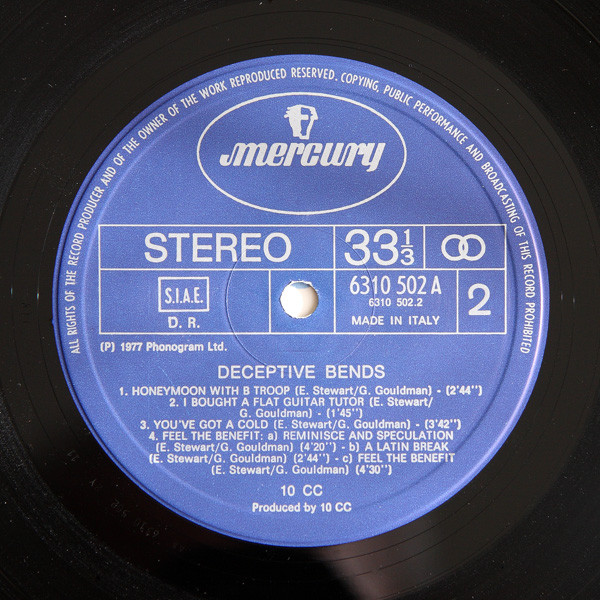 ALL RIGHTS OF THE RECORD PRODUCER AND OF THE OWNER OF THE WORK REPRODUCED RESERVED. COPYING, PUBLIC PERFORMANCE AND BROADCASTING OF THIS RECORD PROHIBITED
mercury
STEREO
33 1/3
S.I.A.E.
D. R.
6310 502 A
6310 502.2
MADE IN ITALY
2
(P) 1977 Phonogram Ltd.
DECEPTIVE BENDS
1. HONEYMOON WITH B TROOP (E. Stewart/G. Gouldman) - (2'44'')
2. I BOUGHT A FLAT GUITAR TUTOR (E. Stewart/
G. Gouldman) - (1'45'')
3. YOU'VE GOT A COLD (E. Stewart/G. Gouldman) - (3'42'')
4. FEEL THE BENEFIT: a) REMINISCE AND SPECULATION
(E. Stewart/G. Gouldman) (4'20'') - b) A LATIN BREAK
(E. Stewart/G. Gouldman) (2'44'') - c) FEEL THE BENEFIT
(E. Stewart/G. Gouldman) (4'30'')
10 CC
Produced by 10 CC